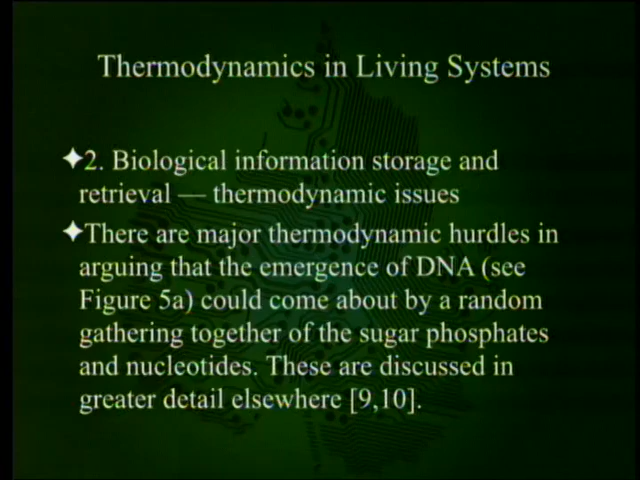 Thermodynamics in Living Systems
2. Biological information storage and
retrieval — thermodynamic issues
There are major thermodynamic hurdles in
arguing that the emergence of DNA (see
Figure 5a) could come about by a random
gathering together of the sugar phosphates
and nucleotides. These are discussed in
greater detail elsewhere [9,10].